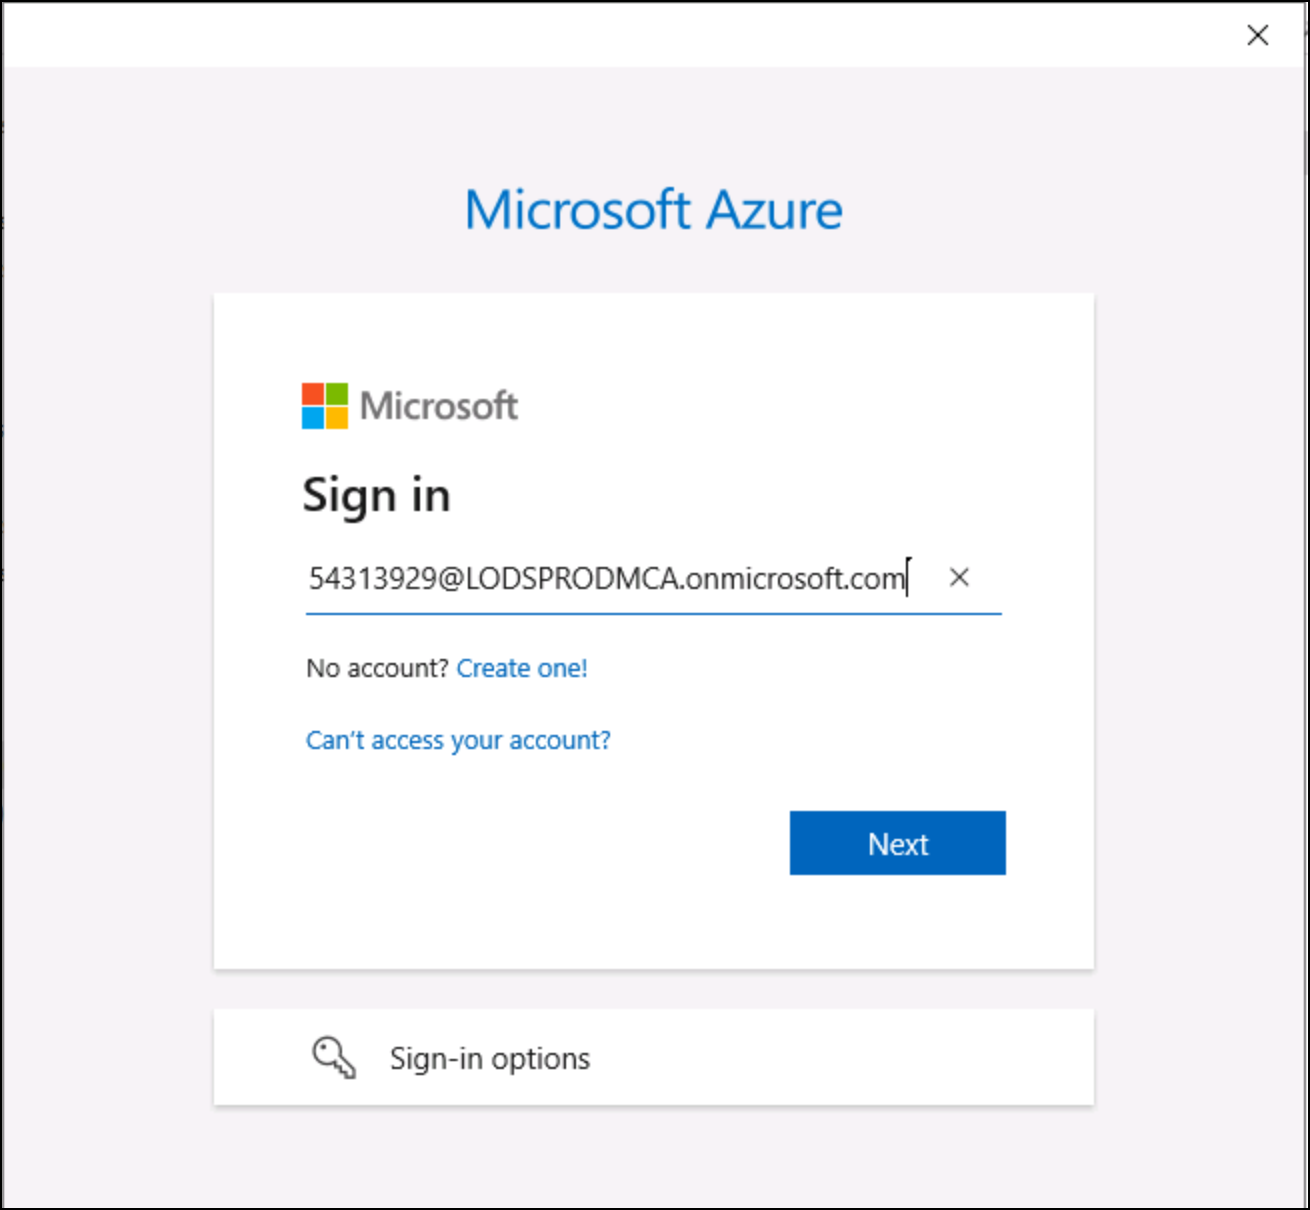 Microsoft Azure
Microsoft
Sign in
54313929@LODSPRODMCA.onmicrosoft.com
No account? Create one!
Can't access your account?
Next
Sign-in options